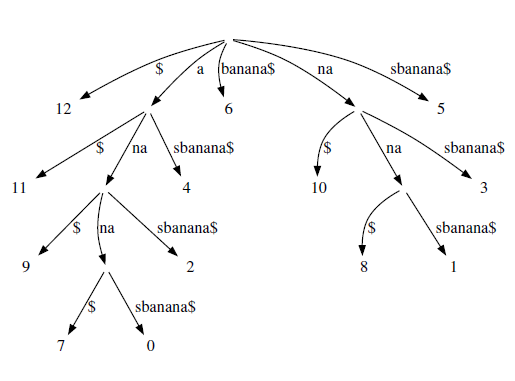 $ a banana$ na sbanana$
12 6 5
$ na sbanana$ $ na sbanana$
11 4 10 3
$ na sbanana$ $ sbanana$
9 2 8 1
$ sbanana$
7 0